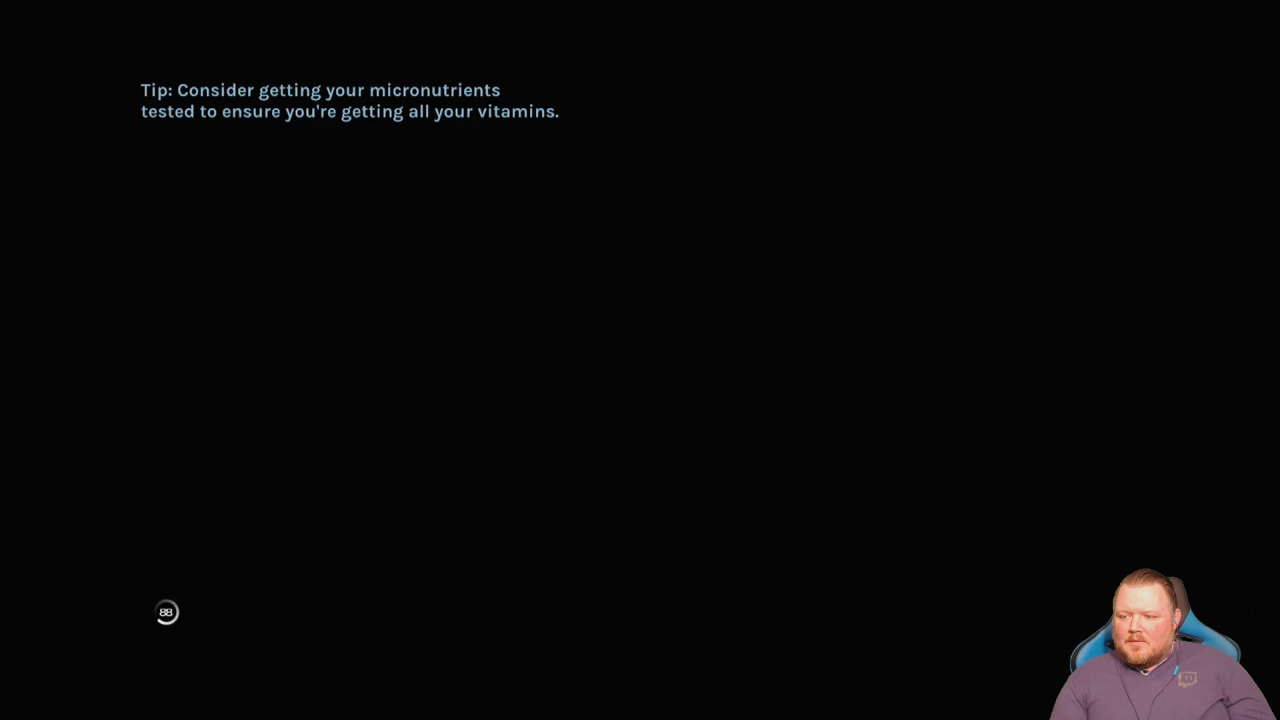 Tip: Consider getting your micronutrients
tested to ensure you're getting all your vitamins.
88